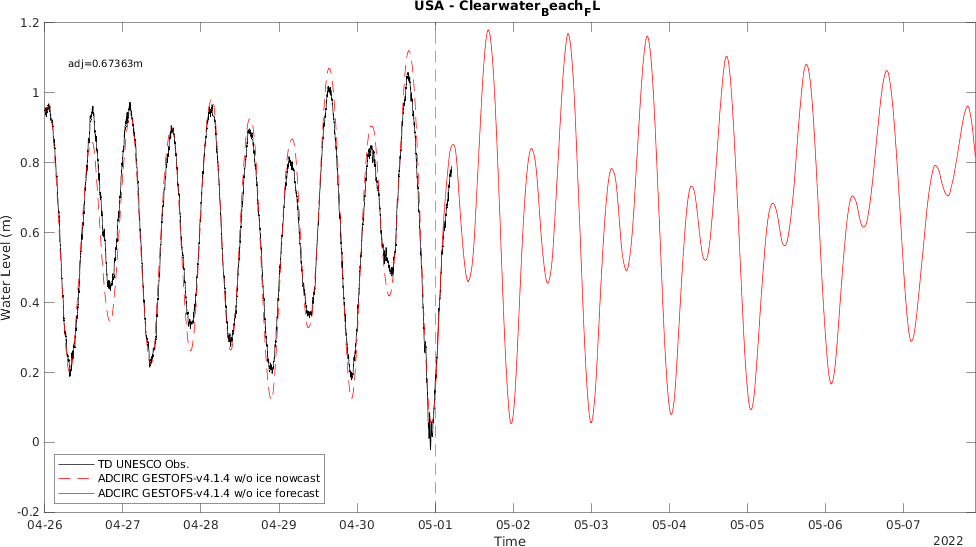 USA - ClearwaterBeachFL
1.2
adj=0.67363m
1
0.8
0.6
Water Level (m)
0.4
0.2
0
TD UNESCO Obs.
ADCIRC GESTOFS-v4.1.4 w/o ice nowcast
ADCIRC GESTOFS-v4.1.4 w/o ice forecast
-0.2
04-26 04-27 04-28 04-29 04-30 05-01 05-02 05-03 05-04 05-05 05-06 05-07
Time
2022